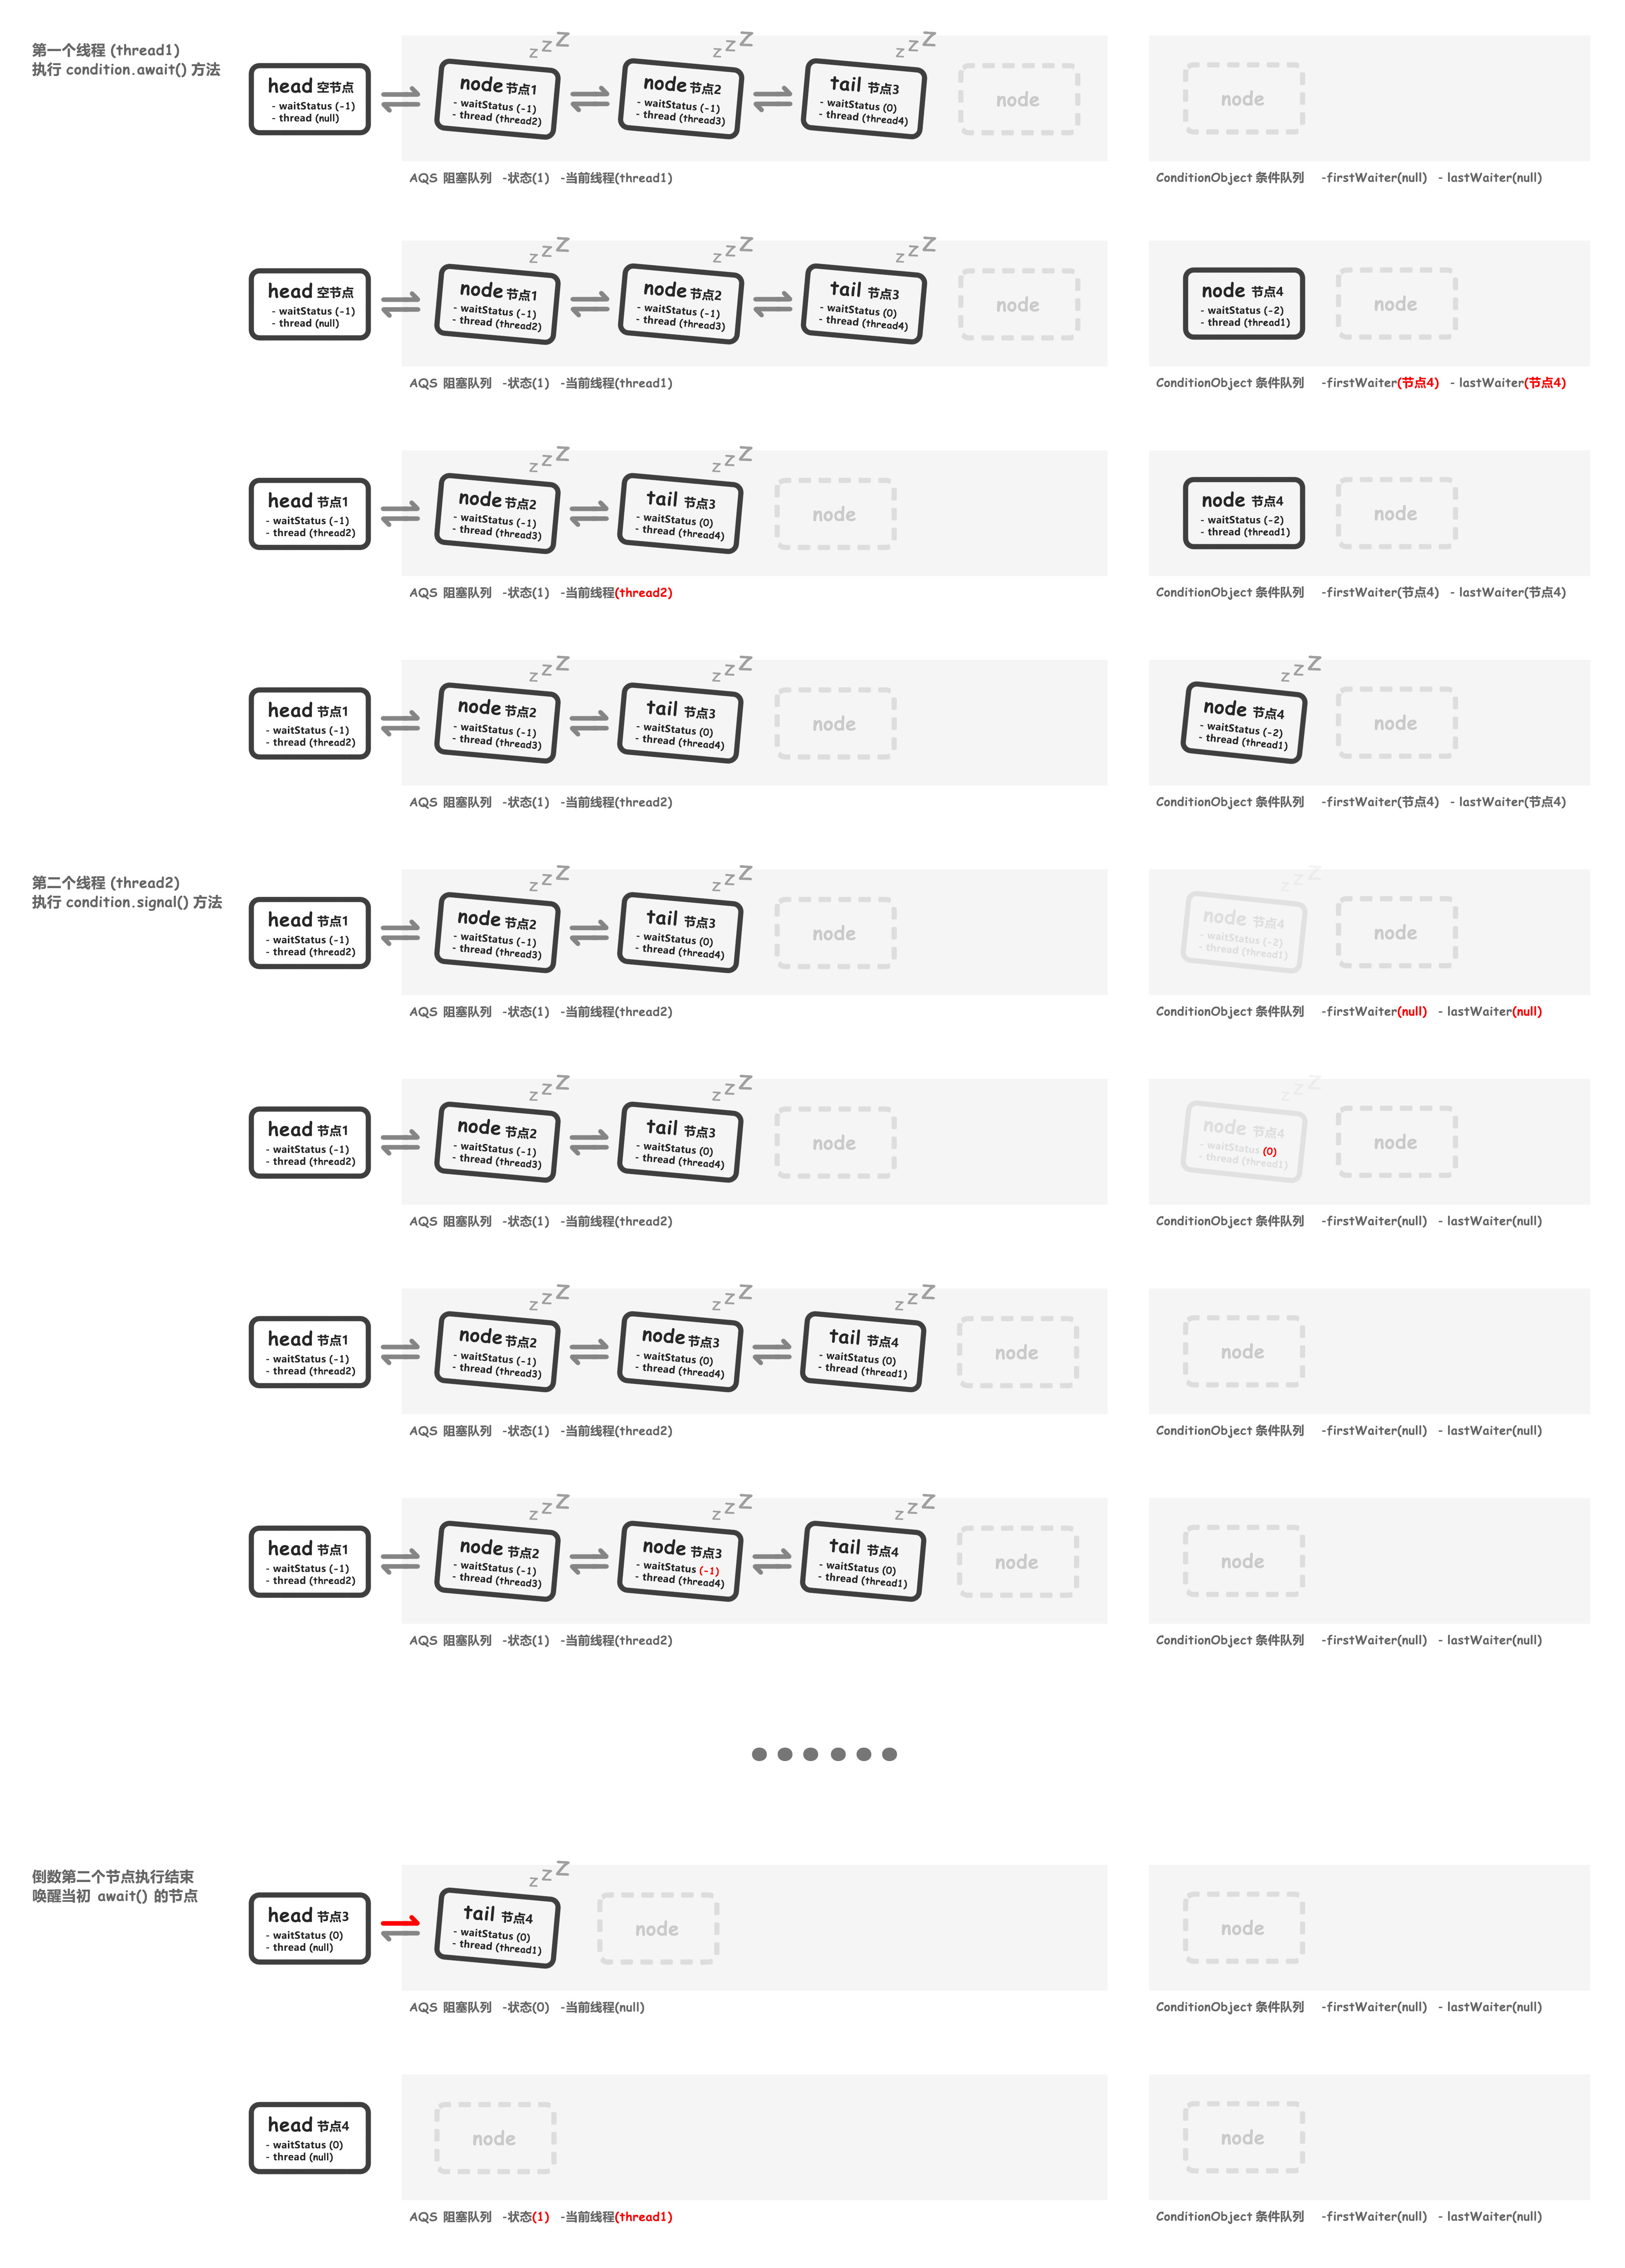 第一个线程 (thread1)
执行 condition.await() 方法
z z Z
z z Z
z z Z
head 空节点
- waitStatus (-1)
- thread (null)
node 节点1
- waitStatus (-1)
- thread (thread2)
node 节点2
- waitStatus (-1)
- thread (thread3)
tail 节点3
- waitStatus (0)
- thread (thread4)
node
node
AQS 阻塞队列 -状态(1) -当前线程(thread1)
ConditionObject 条件队列 -firstWaiter(null) - lastWaiter(null)
z z Z
z z Z
z z Z
head 空节点
- waitStatus (-1)
- thread (null)
node 节点1
- waitStatus (-1)
- thread (thread2)
node 节点2
- waitStatus (-1)
- thread (thread3)
tail 节点3
- waitStatus (0)
- thread (thread4)
node
node 节点4
- waitStatus (-2)
- thread (thread1)
node
AQS 阻塞队列 -状态(1) -当前线程(thread1)
ConditionObject 条件队列 -firstWaiter(节点4) - lastWaiter(节点4)
z z Z
z z Z
head 节点1
- waitStatus (-1)
- thread (thread2)
node 节点2
- waitStatus (-1)
- thread (thread3)
tail 节点3
- waitStatus (0)
- thread (thread4)
node
node 节点4
- waitStatus (-2)
- thread (thread1)
node
AQS 阻塞队列 -状态(1) -当前线程(thread2)
ConditionObject 条件队列 -firstWaiter(节点4) - lastWaiter(节点4)
z z Z
z z Z
z z Z
head 节点1
- waitStatus (-1)
- thread (thread2)
node 节点2
- waitStatus (-1)
- thread (thread3)
tail 节点3
- waitStatus (0)
- thread (thread4)
node
node 节点4
- waitStatus (-2)
- thread (thread1)
node
AQS 阻塞队列 -状态(1) -当前线程(thread2)
ConditionObject 条件队列 -firstWaiter(节点4) - lastWaiter(节点4)
第二个线程 (thread2)
执行 condition.signal() 方法
z z Z
z z Z
z z Z
head 节点1
- waitStatus (-1)
- thread (thread2)
node 节点2
- waitStatus (-1)
- thread (thread3)
tail 节点3
- waitStatus (0)
- thread (thread4)
node
node 节点4
- waitStatus (-2)
- thread (thread1)
node
AQS 阻塞队列 -状态(1) -当前线程(thread2)
ConditionObject 条件队列 -firstWaiter(null) - lastWaiter(null)
z z Z
z z Z
z z Z
head 节点1
- waitStatus (-1)
- thread (thread2)
node 节点2
- waitStatus (-1)
- thread (thread3)
tail 节点3
- waitStatus (0)
- thread (thread4)
node
node 节点4
- waitStatus (0)
- thread (thread1)
node
AQS 阻塞队列 -状态(1) -当前线程(thread2)
ConditionObject 条件队列 -firstWaiter(null) - lastWaiter(null)
z z Z
z z Z
z z Z
head 节点1
- waitStatus (-1)
- thread (thread2)
node 节点2
- waitStatus (-1)
- thread (thread3)
node 节点3
- waitStatus (0)
- thread (thread4)
tail 节点4
- waitStatus (0)
- thread (thread1)
node
node
AQS 阻塞队列 -状态(1) -当前线程(thread2)
ConditionObject 条件队列 -firstWaiter(null) - lastWaiter(null)
z z Z
z z Z
z z Z
head 节点1
- waitStatus (-1)
- thread (thread2)
node 节点2
- waitStatus (-1)
- thread (thread3)
node 节点3
- waitStatus (-1)
- thread (thread4)
tail 节点4
- waitStatus (0)
- thread (thread1)
node
node
AQS 阻塞队列 -状态(1) -当前线程(thread2)
ConditionObject 条件队列 -firstWaiter(null) - lastWaiter(null)
倒数第二个节点执行结束
唤醒当初 await() 的节点
z z Z
head 节点3
- waitStatus (0)
- thread (null)
tail 节点4
- waitStatus (0)
- thread (thread1)
node
node
AQS 阻塞队列 -状态(0) -当前线程(null)
ConditionObject 条件队列 -firstWaiter(null) - lastWaiter(null)
head 节点4
- waitStatus (0)
- thread (null)
node
node
AQS 阻塞队列 -状态(1) -当前线程(thread1)
ConditionObject 条件队列 -firstWaiter(null) - lastWaiter(null)